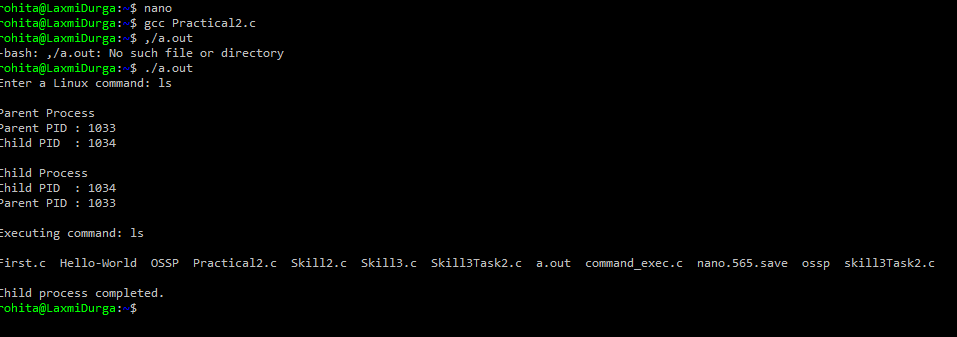 rohita@LaxmiDurga:~$ nano
rohita@LaxmiDurga:~$ gcc Practical2.c
rohita@LaxmiDurga:~$ ,/a.out
-bash: ,/a.out: No such file or directory
rohita@LaxmiDurga:~$ ./a.out
Enter a Linux command: ls
Parent Process
Parent PID : 1033
Child PID  : 1034
Child Process
Child PID  : 1034
Parent PID : 1033
Executing command: ls
First.c  Hello-World  OSSP  Practical2.c  Skill2.c  Skill3.c  Skill3Task2.c  a.out  command_exec.c  nano.565.save  ossp  skill3Task2.c
Child process completed.
rohita@LaxmiDurga:~$